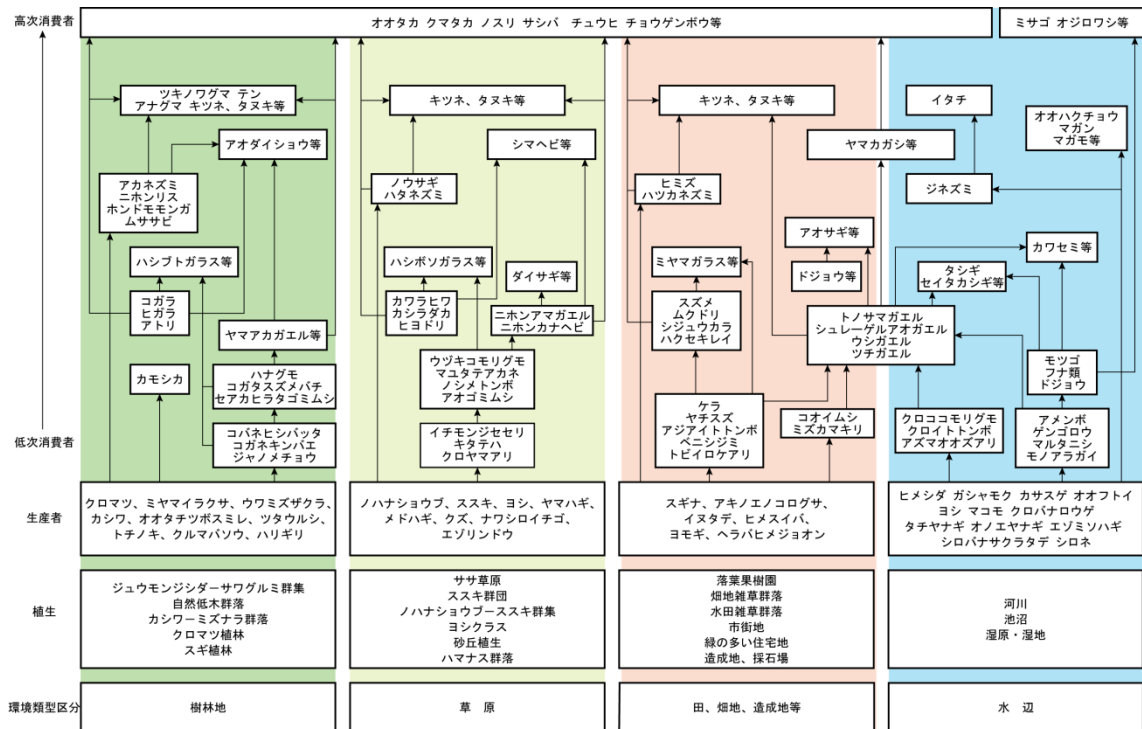 高次消費者
オオタカ クマタカ ノスリ サシバ チュウヒ チョウゲンボウ等
ミサゴ オジロワシ等
ツキノワグマ テン
アナグマ キツネ、タヌキ等
アオダイショウ等
アカネズミ
ニホンリス
ホンドモモンガ
ムササビ
ハシブトガラス等
コガラ
ヒガラ
アトリ
ヤマアカガエル等
カモシカ
ハナグモ
コガタスズメバチ
セアカヒラタゴミムシ
コバネヒシバッタ
コガネキンバエ
ジャノメチョウ
キツネ、タヌキ等
シマヘビ等
ノウサギ
ハタネズミ
ハシボソガラス等
ダイサギ等
カワラヒワ
カシラダカ
ヒヨドリ
ニホンアマガエル
ニホンカナヘビ
ウヅキコモリグモ
マユタテアカネ
ノシメトンボ
アオゴミムシ
イチモンジセセリ
キタテハ
クロヤマアリ
キツネ、タヌキ等
ヤマカガシ等
ヒミズ
ハツカネズミ
アオサギ等
ミヤマガラス等
ドジョウ等
スズメ
ムクドリ
シジュウカラ
ハクセキレイ
トノサマガエル
シュレーゲルアオガエル
ウシガエル
ツチガエル
ケラ
ヤチスズ
アジアイトトンボ
ベニシジミ
トビイロケアリ
コオイムシ
ミズカマキリ
イタチ
オオハクチョウ
マガン
マガモ等
ジネズミ
カワセミ等
タシギ
セイタカシギ等
モツゴ
フナ類
ドジョウ
クロココモリグモ
クロイトトンボ
アズマオオズアリ
アメンボ
ゲンゴロウ
マルタニシ
モノアラガイ
低次消費者
生産者
クロマツ、ミヤマイラクサ、ウワミズザクラ、
カシワ、オオタチツボスミレ、ツタウルシ、
トチノキ、クルマバソウ、ハリギリ
ノハナショウブ、ススキ、ヨシ、ヤマハギ、
メドハギ、クズ、ナワシロイチゴ、
エゾリンドウ
スギナ、アキノエノコログサ、
イヌタデ、ヒメスイバ、
ヨモギ、ヘラバヒメジョオン
ヒメシダ ガシャモク カサスゲ オオフトイ
ヨシ マコモ クロバナロウゲ
タチヤナギ オノエヤナギ エゾミソハギ
シロバナサクラタデ シロネ
植生
ジュウモンジシダーサワグルミ群集
自然低木群落
カシワーミズナラ群落
クロマツ植林
スギ植林
ササ草原
ススキ群団
ノハナショウブーススキ群集
ヨシクラス
砂丘植生
ハマナス群落
落葉果樹園
畑地雑草群落
水田雑草群落
市街地
緑の多い住宅地
造成地、採石場
河川
池沼
湿原・湿地
環境類型区分
樹林地
草 原
田、畑地、造成地等
水 辺